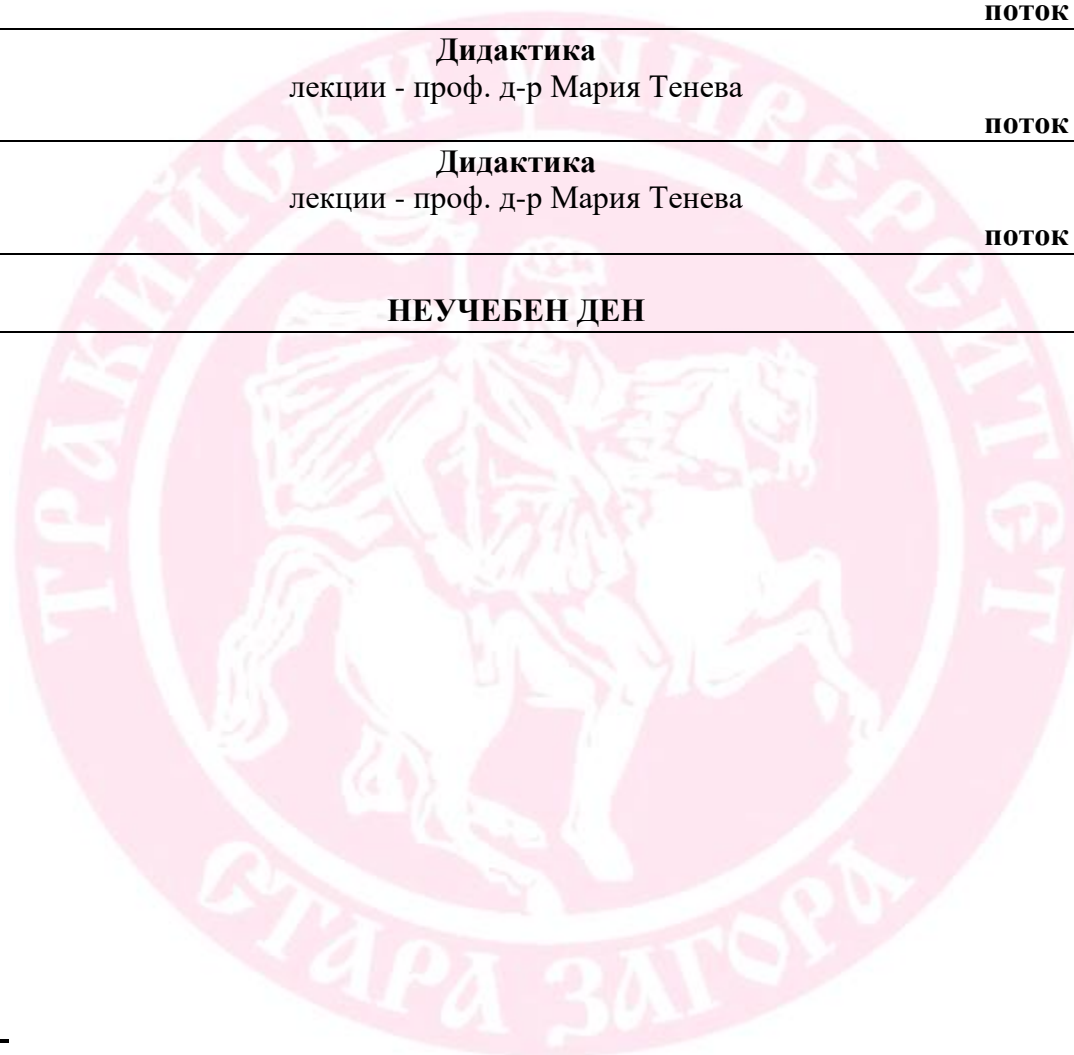 поток
Дидактика
лекции - проф. д-р Мария Тенева
поток
Дидактика
лекции - проф. д-р Мария Тенева
поток
НЕУЧЕБЕН ДЕН
ТРАКИЙСКИ УНИВЕРСИТЕТ
СТАРА ЗАГОРА